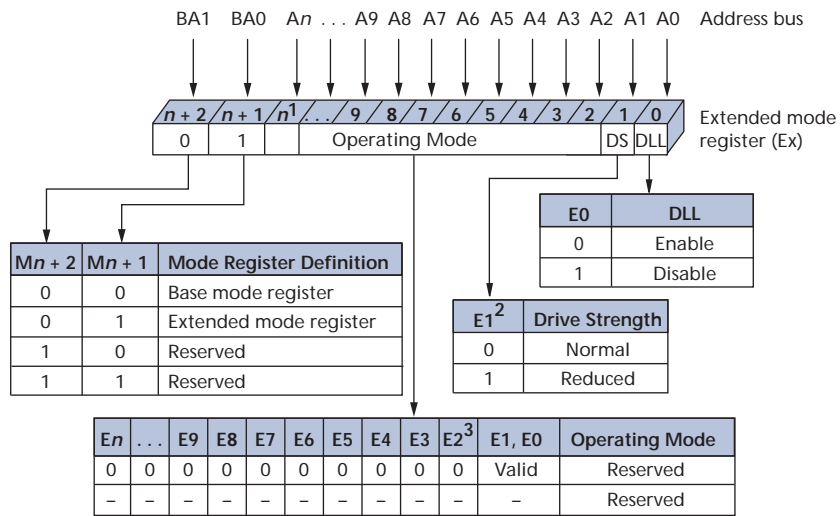 BA1 BA0 An . . . A9 A8 A7 A6 A5 A4 A3 A2 A1 A0 Address bus
n + 2 n + 1 n1 . . . 9 8 7 6 5 4 3 2 1 0
Extended mode
register (Ex)
0 1 Operating Mode DS DLL
E0 DLL
0 Enable
1 Disable
Mn + 2 Mn + 1 Mode Register Definition
0 0 Base mode register
0 1 Extended mode register
1 0 Reserved
1 1 Reserved
E1² Drive Strength
0 Normal
1 Reduced
En . . . E9 E8 E7 E6 E5 E4 E3 E2³ E1, E0 Operating Mode
0 0 0 0 0 0 0 0 0 0 Valid Reserved
– – – – – – – – – – – Reserved